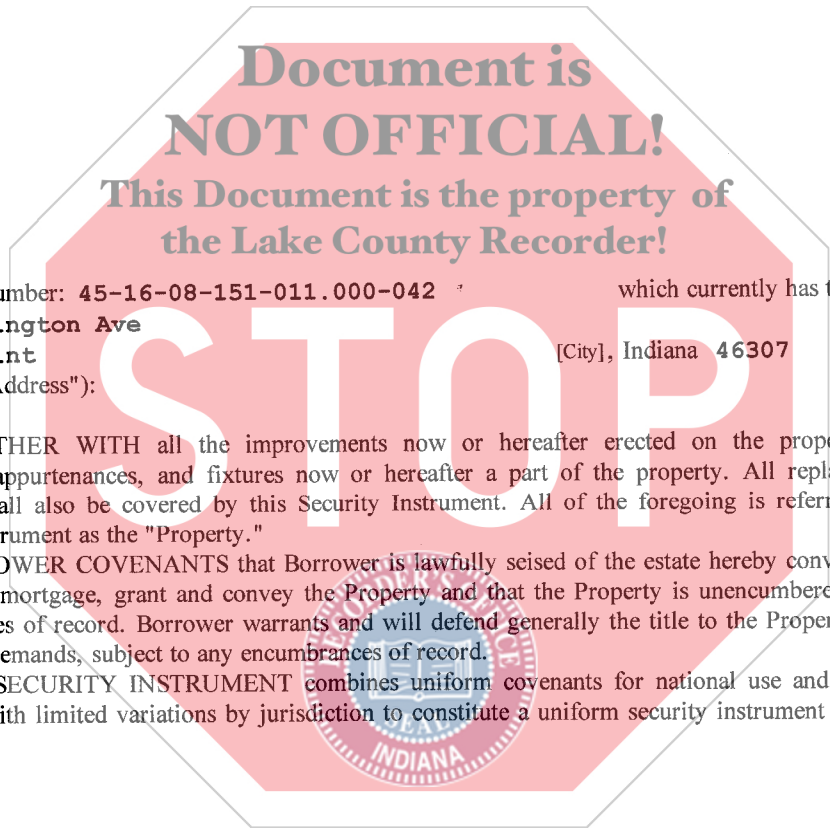 Document is
NOT OFFICIAL!
This Document is the property of
the Lake County Recorder!
umber: 45-16-08-151-011.000-042 which currently has t
ington Ave
int [City], Indiana 46307
Address"):
STOP
THER WITH all the improvements now or hereafter erected on the prope
appurtenances, and fixtures now or hereafter a part of the property. All repla
all also be covered by this Security Instrument. All of the foregoing is referr
rument as the "Property."
OWER COVENANTS that Borrower is lawfully seised of the estate hereby conv
mortgage, grant and convey the Property and that the Property is unencumbere
es of record. Borrower warrants and will defend generally the title to the Proper
emands, subject to any encumbrances of record.
SECURITY INSTRUMENT combines uniform covenants for national use and
ith limited variations by jurisdiction to constitute a uniform security instrument
RECORDER'S OFFICE
SEAL
INDIANA